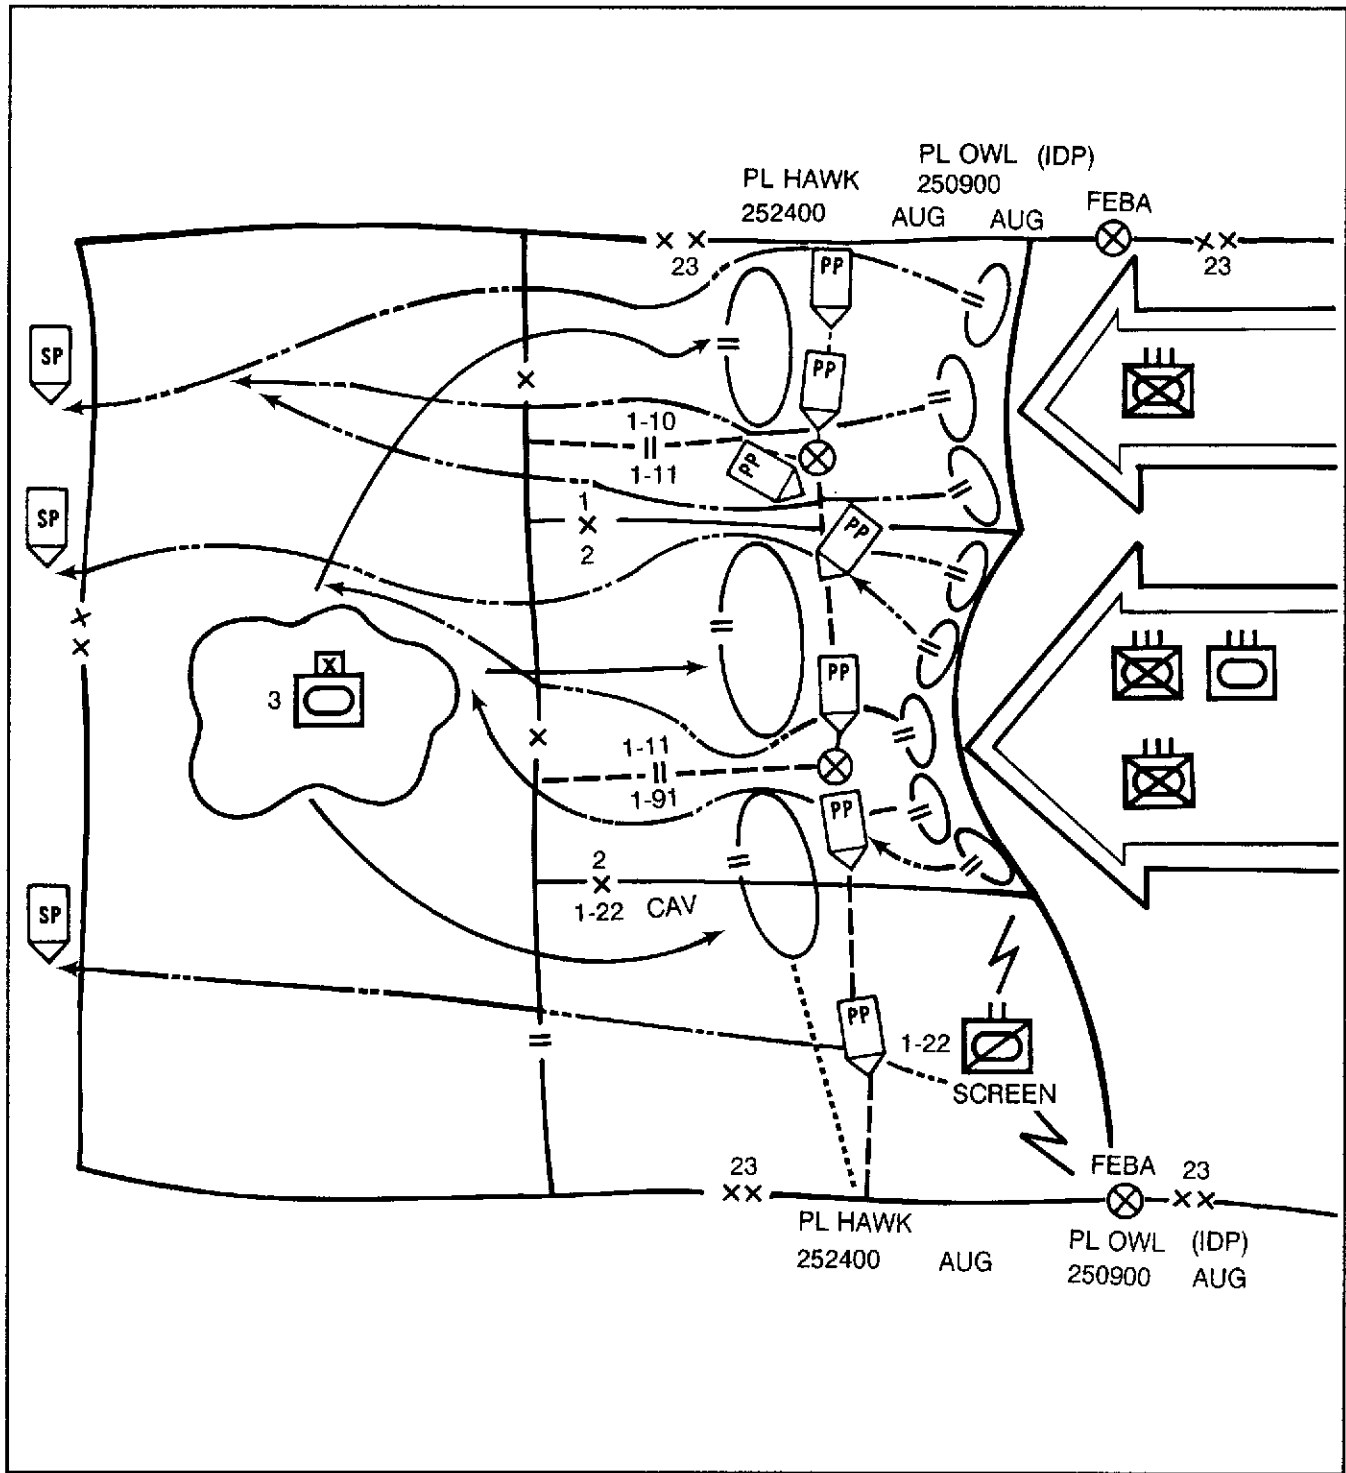 PL OWL (IDP)
PL HAWK 250900
252400 AUG AUG
FEBA
23
23
PP
SP
PP
1-10
1-11
PP
SP
1
2
PP
X
3
PP
1-11
1-91
PP
2
1-22 CAV
SP
PP
1-22
SCREEN
FEBA
23
23
PL HAWK
252400 AUG
PL OWL (IDP)
250900 AUG